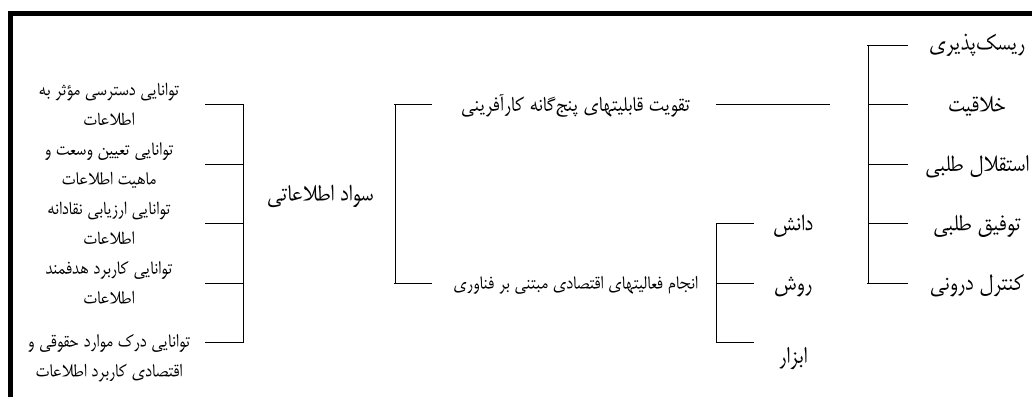 ریسک‌پذیری
خلاقیت
استقلال طلبی
توفیق طلبی
کنترل درونی
تقویت قابلیتهای پنج‌گانه کارآفرینی
دانش
روش
ابزار
انجام فعالیتهای اقتصادی مبتنی بر فناوری
سواد اطلاعاتی
توانایی دسترسی مؤثر به
اطلاعات
توانایی تعیین وسعت و
ماهیت اطلاعات
توانایی ارزیابی نقادانه
اطلاعات
توانایی کاربرد هدفمند
اطلاعات
توانایی درک موارد حقوقی و
اقتصادی کاربرد اطلاعات